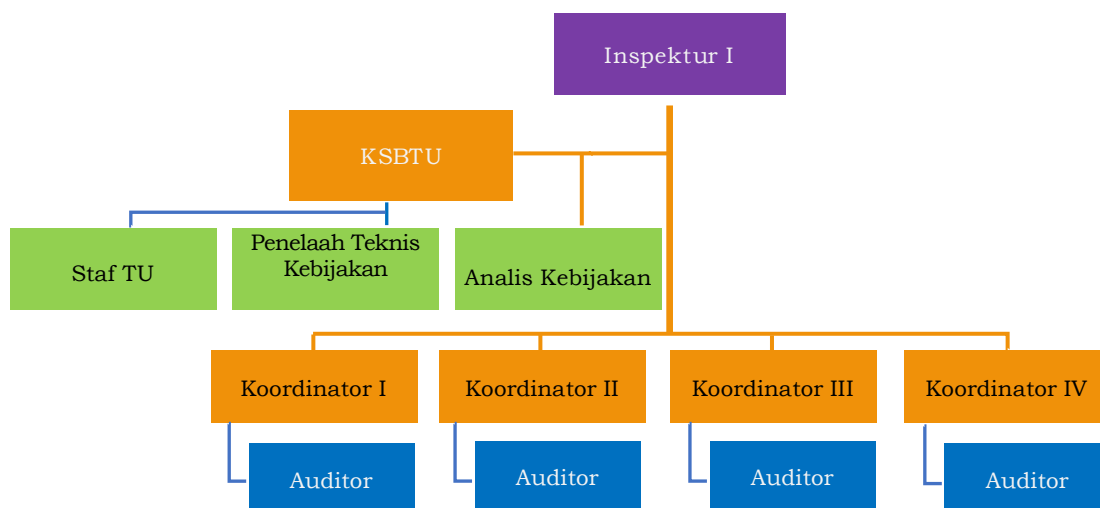 Inspektur I
KSBTU
Staf TU
Penelaah Teknis
Kebijakan
Analis Kebijakan
Koordinator I
Koordinator II
Koordinator III
Koordinator IV
Auditor
Auditor
Auditor
Auditor